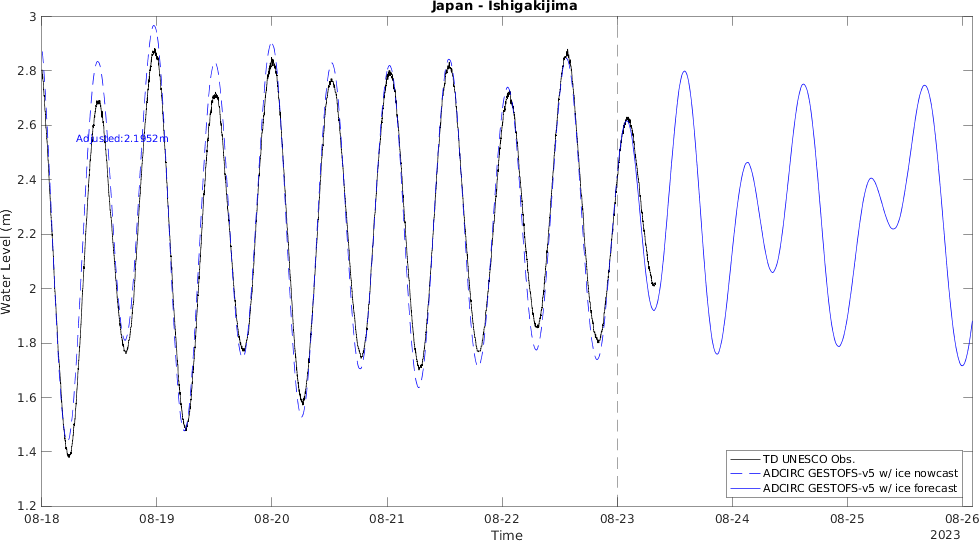 Japan - Ishigakijima
3
2.8
2.6
2.4
2.2
2
1.8
1.6
1.4
1.2
Water Level (m)
Adjusted:2.1952m
TD UNESCO Obs.
ADCIRC GESTOFS-v5 w/ ice nowcast
ADCIRC GESTOFS-v5 w/ ice forecast
08-18 08-19 08-20 08-21 08-22 08-23 08-24 08-25 08-26
Time
2023